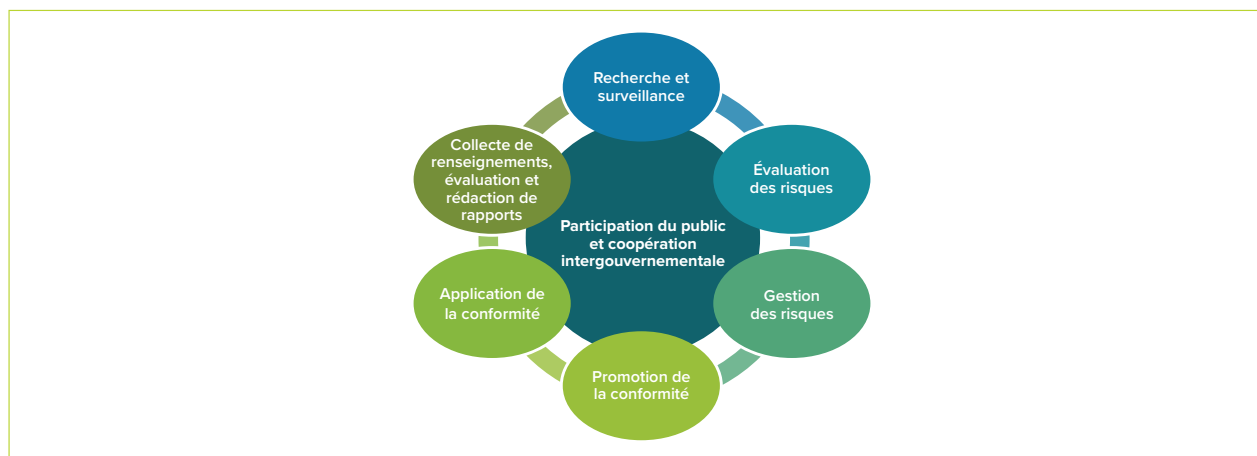 Recherche et
surveillance
Évaluation
des risques
Gestion
des risques
Promotion de
la conformité
Application de
la conformité
Collecte de
renseignements,
évaluation et
rédaction de
rapports
Participation du public
et coopération
intergouvernementale